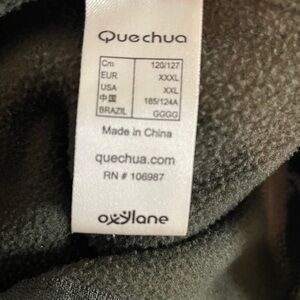 Quechua
Cm 120/127
EUR XXXL
USA XXL
中国 185/124A
BRAZIL GGGG
Made in China
quechua.com
RN # 106987
oxylane